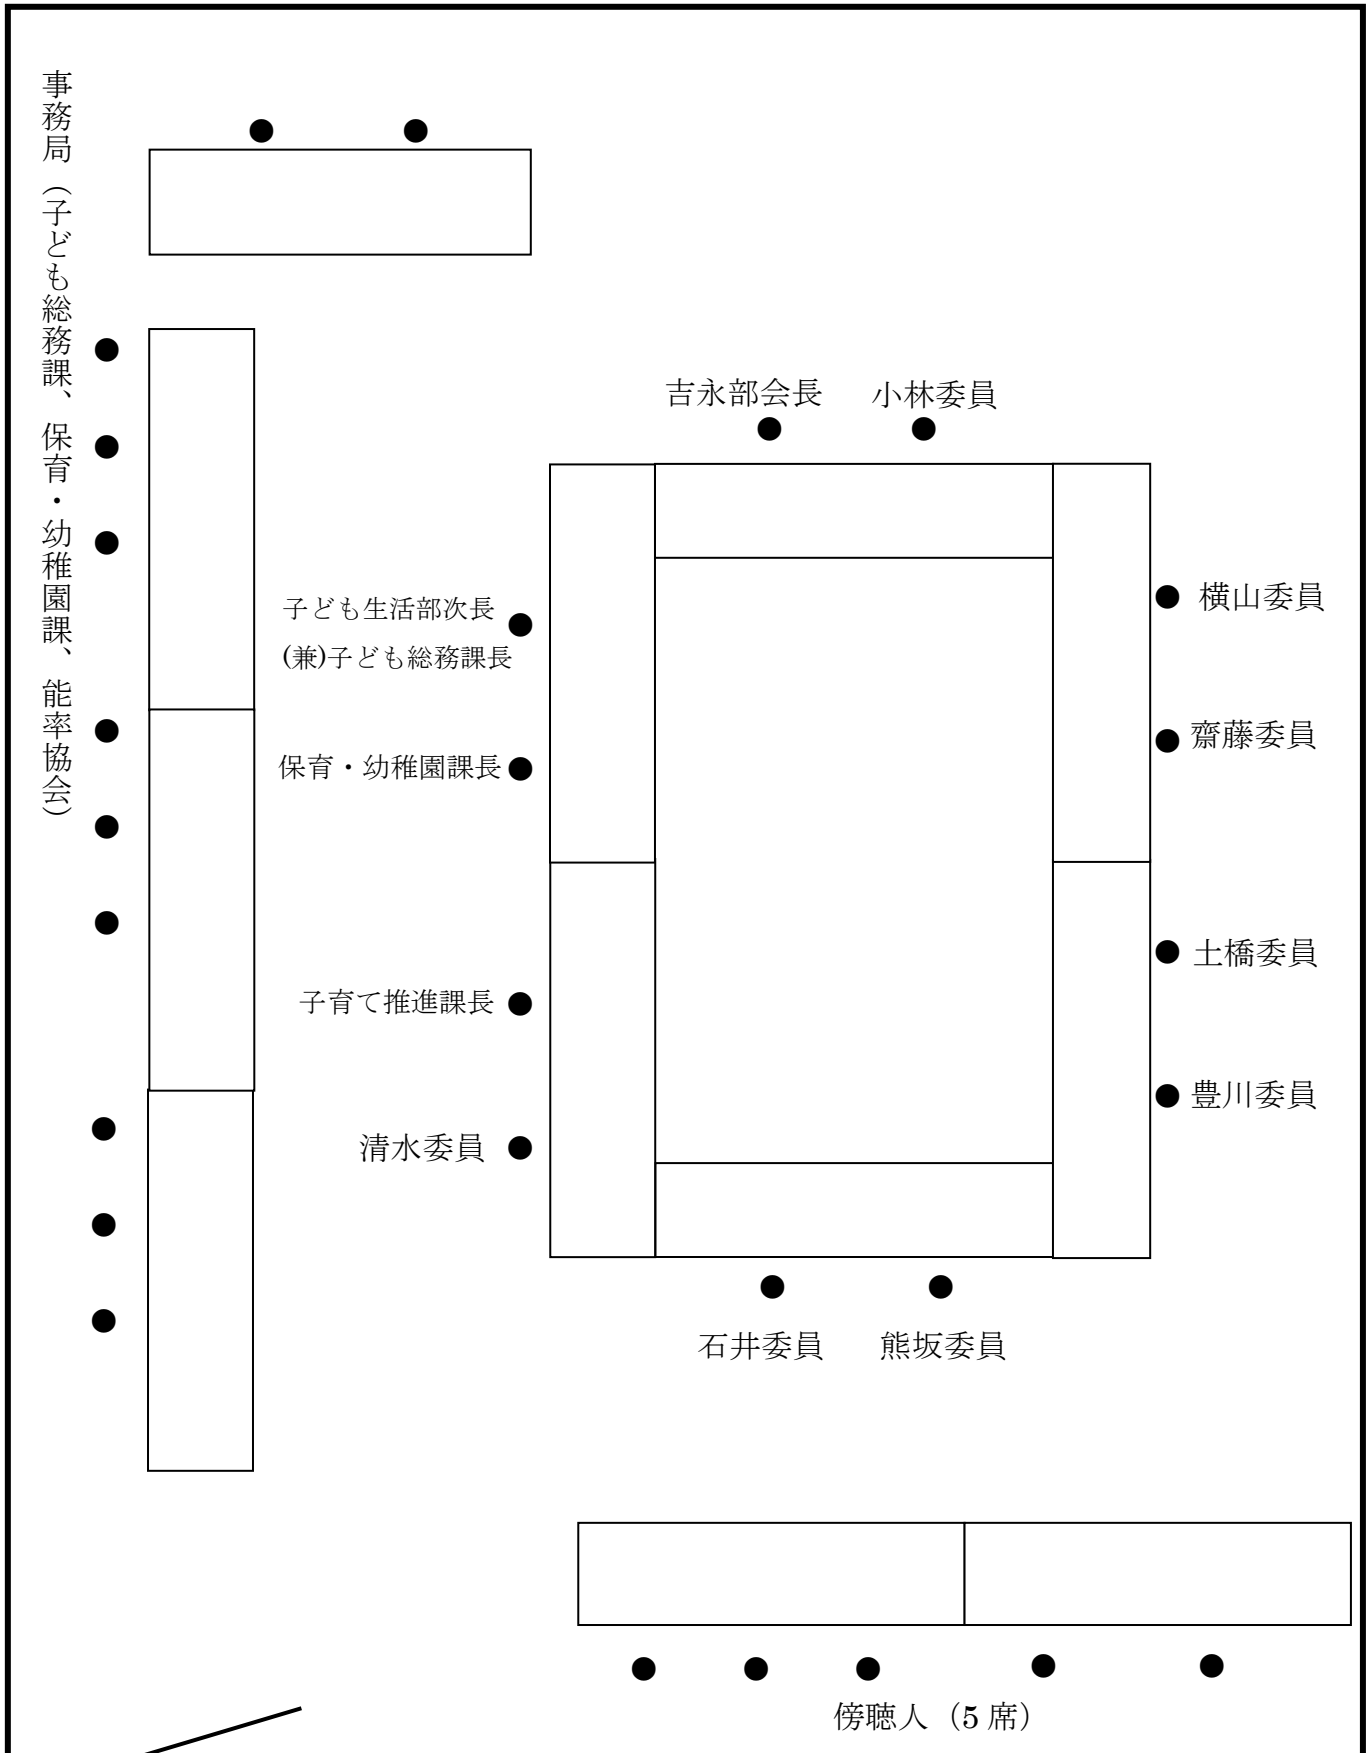 事務局（子ども総務課、保育・幼稚園課、能率協会）
吉永部会長
小林委員
子ども生活部次長
(兼)子ども総務課長
横山委員
齋藤委員
保育・幼稚園課長
土橋委員
子育て推進課長
豊川委員
清水委員
石井委員
熊坂委員
傍聴人（5 席）